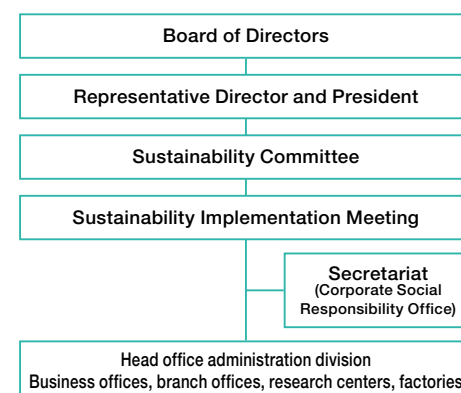 Board of Directors
Representative Director and President
Sustainability Committee
Sustainability Implementation Meeting
Secretariat
(Corporate Social
Responsibility Office)
Head office administration division
Business offices, branch offices, research centers, factories